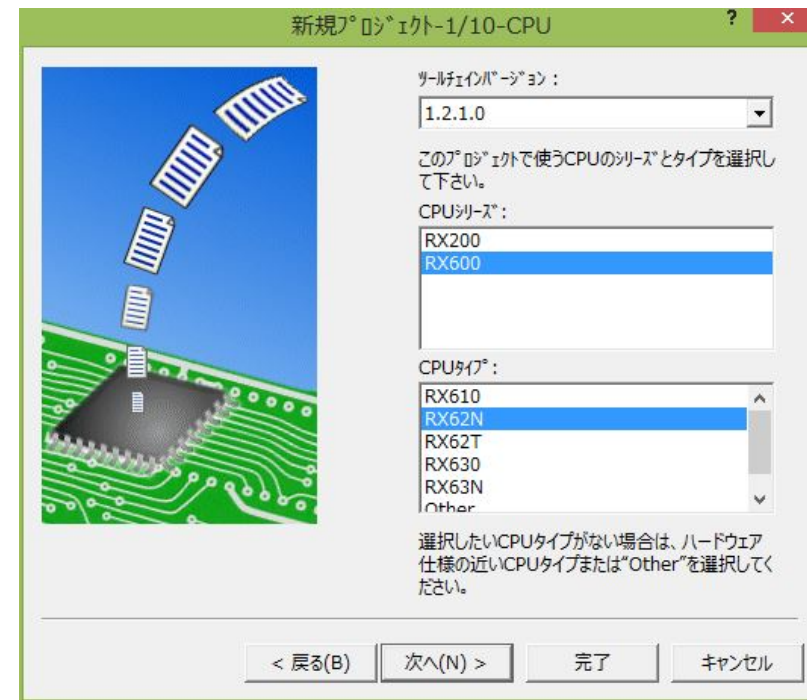 新規ﾌﾟﾛｼﾞｪｸﾄ-1/10-CPU
?
×
ﾂｰﾙﾁｪｲﾝﾊﾞｰｼﾞｮﾝ :
1.2.1.0
このﾌﾟﾛｼﾞｪｸﾄで使うCPUのｼﾘｰｽﾞとﾀｲﾌﾟを選択し
て下さい。
CPUｼﾘｰｽﾞ :
RX200
RX600
CPUﾀｲﾌﾟ :
RX610
RX62N
RX62T
RX630
RX63N
Other
選択したいCPUタイプがない場合は、ハードウェア
仕様の近いCPUタイプまたは“Other”を選択してく
ださい。
< 戻る(B)
次へ(N) >
完了
キャンセル